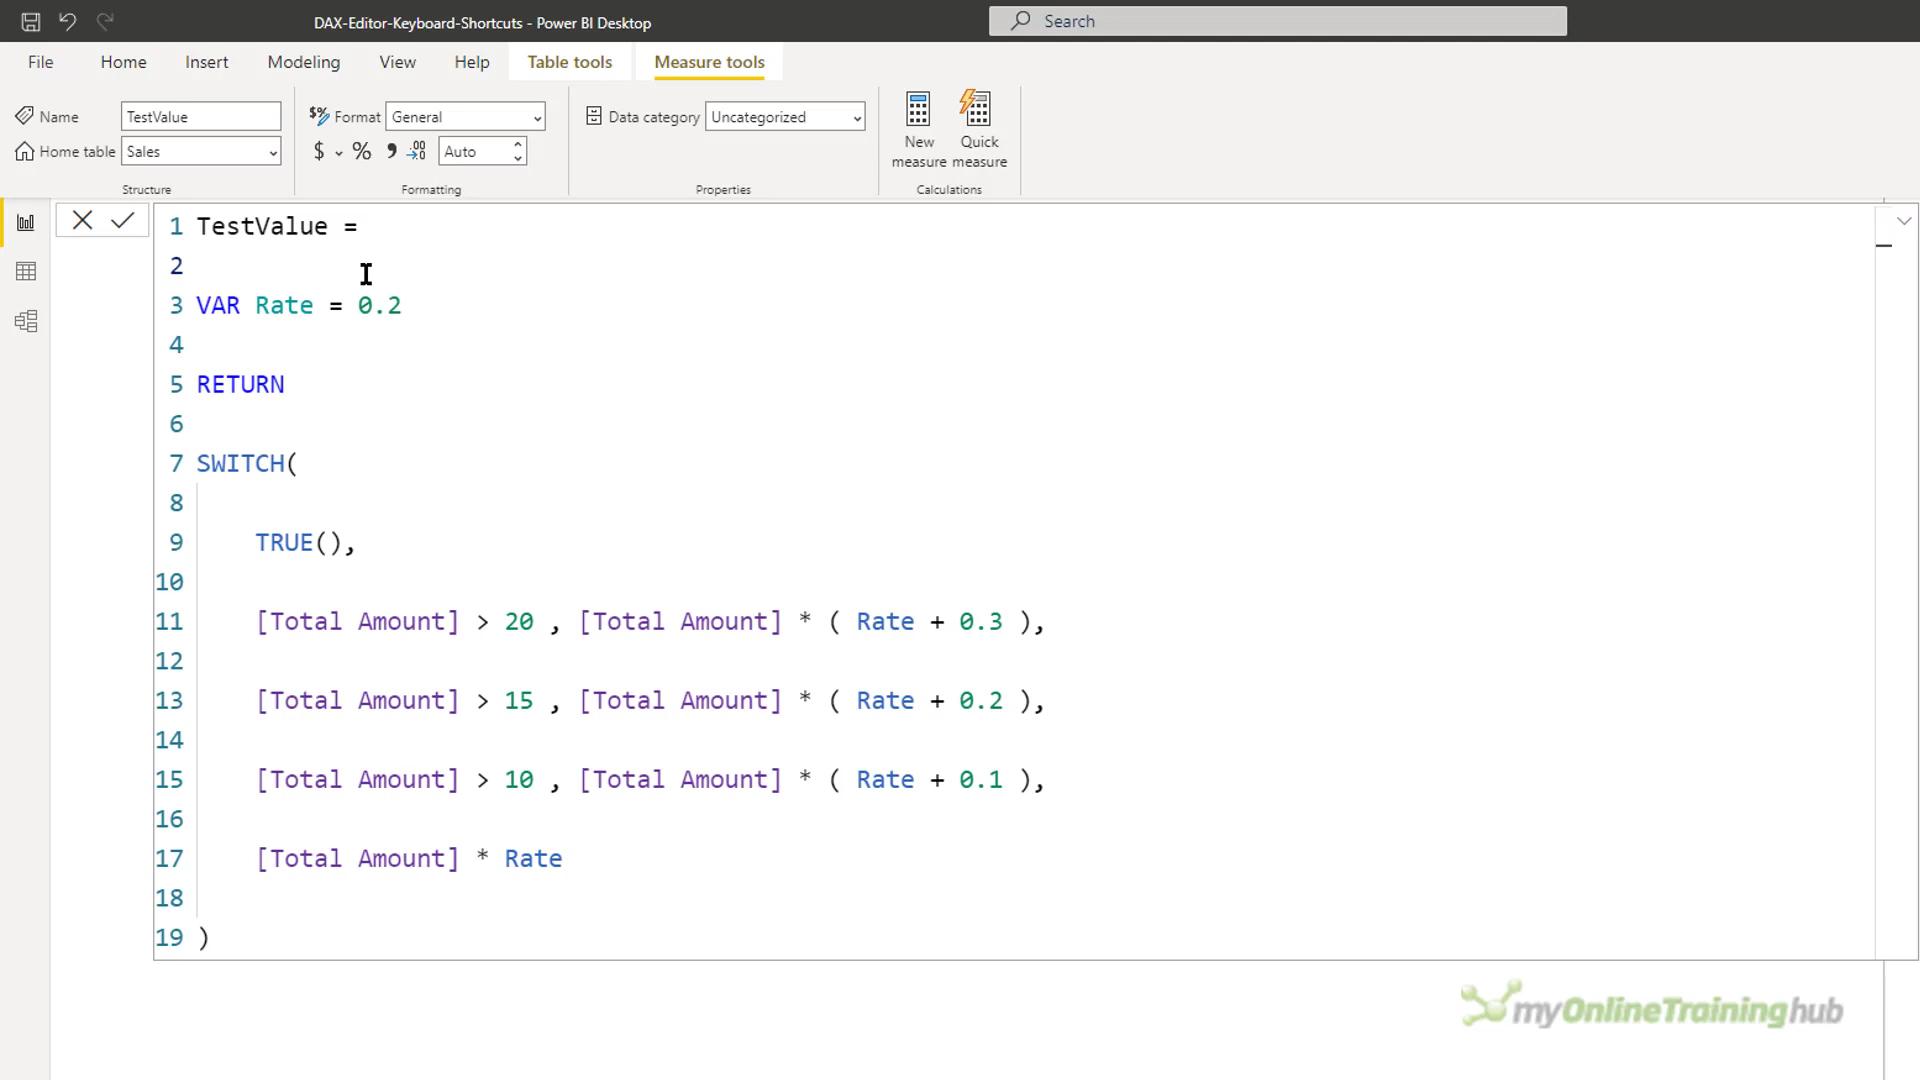 DAX-Editor-Keyboard-Shortcuts - Power BI Desktop
Search
File Home Insert Modeling View Help Table tools Measure tools
Name TestValue
Home table Sales
Structure
$% Format General
$ % , .00 →.0 Auto
Formatting
Data category Uncategorized
Properties
New measure
Quick measure
Calculations
1 TestValue =
2
3 VAR Rate = 0.2
4
5 RETURN
6
7 SWITCH(
8
9 TRUE(),
10
11 [Total Amount] > 20 , [Total Amount] * ( Rate + 0.3 ),
12
13 [Total Amount] > 15 , [Total Amount] * ( Rate + 0.2 ),
14
15 [Total Amount] > 10 , [Total Amount] * ( Rate + 0.1 ),
16
17 [Total Amount] * Rate
18
19 )
myOnlineTraininghub